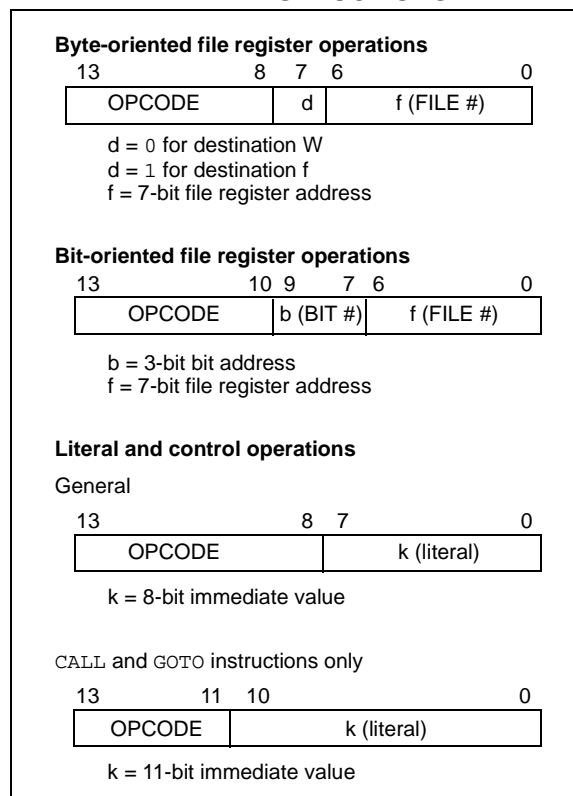 Byte-oriented file register operations
13 8 7 6 0
OPCODE d f (FILE #)
d = 0 for destination W
d = 1 for destination f
f = 7-bit file register address
Bit-oriented file register operations
13 10 9 7 6 0
OPCODE b (BIT #) f (FILE #)
b = 3-bit bit address
f = 7-bit file register address
Literal and control operations
General
13 8 7 0
OPCODE k (literal)
k = 8-bit immediate value
CALL and GOTO instructions only
13 11 10 0
OPCODE k (literal)
k = 11-bit immediate value